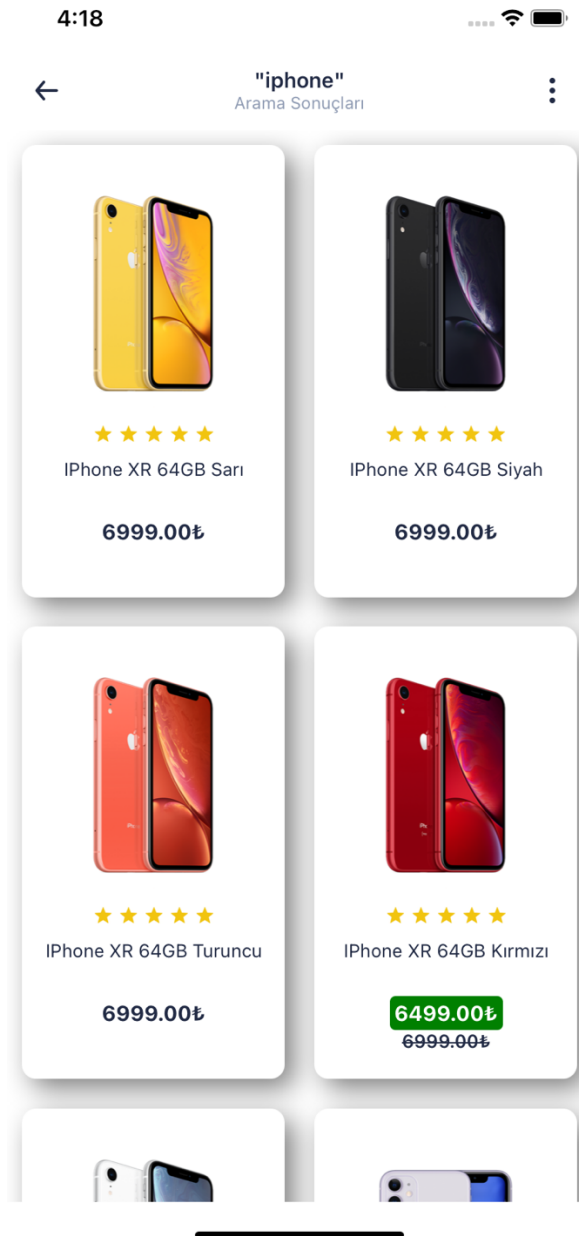 4:18
"iphone"
Arama Sonuçları
IPhone XR 64GB Sarı
6999.00₺
IPhone XR 64GB Siyah
6999.00₺
IPhone XR 64GB Turuncu
6999.00₺
IPhone XR 64GB Kırmızı
6499.00₺
6999.00₺